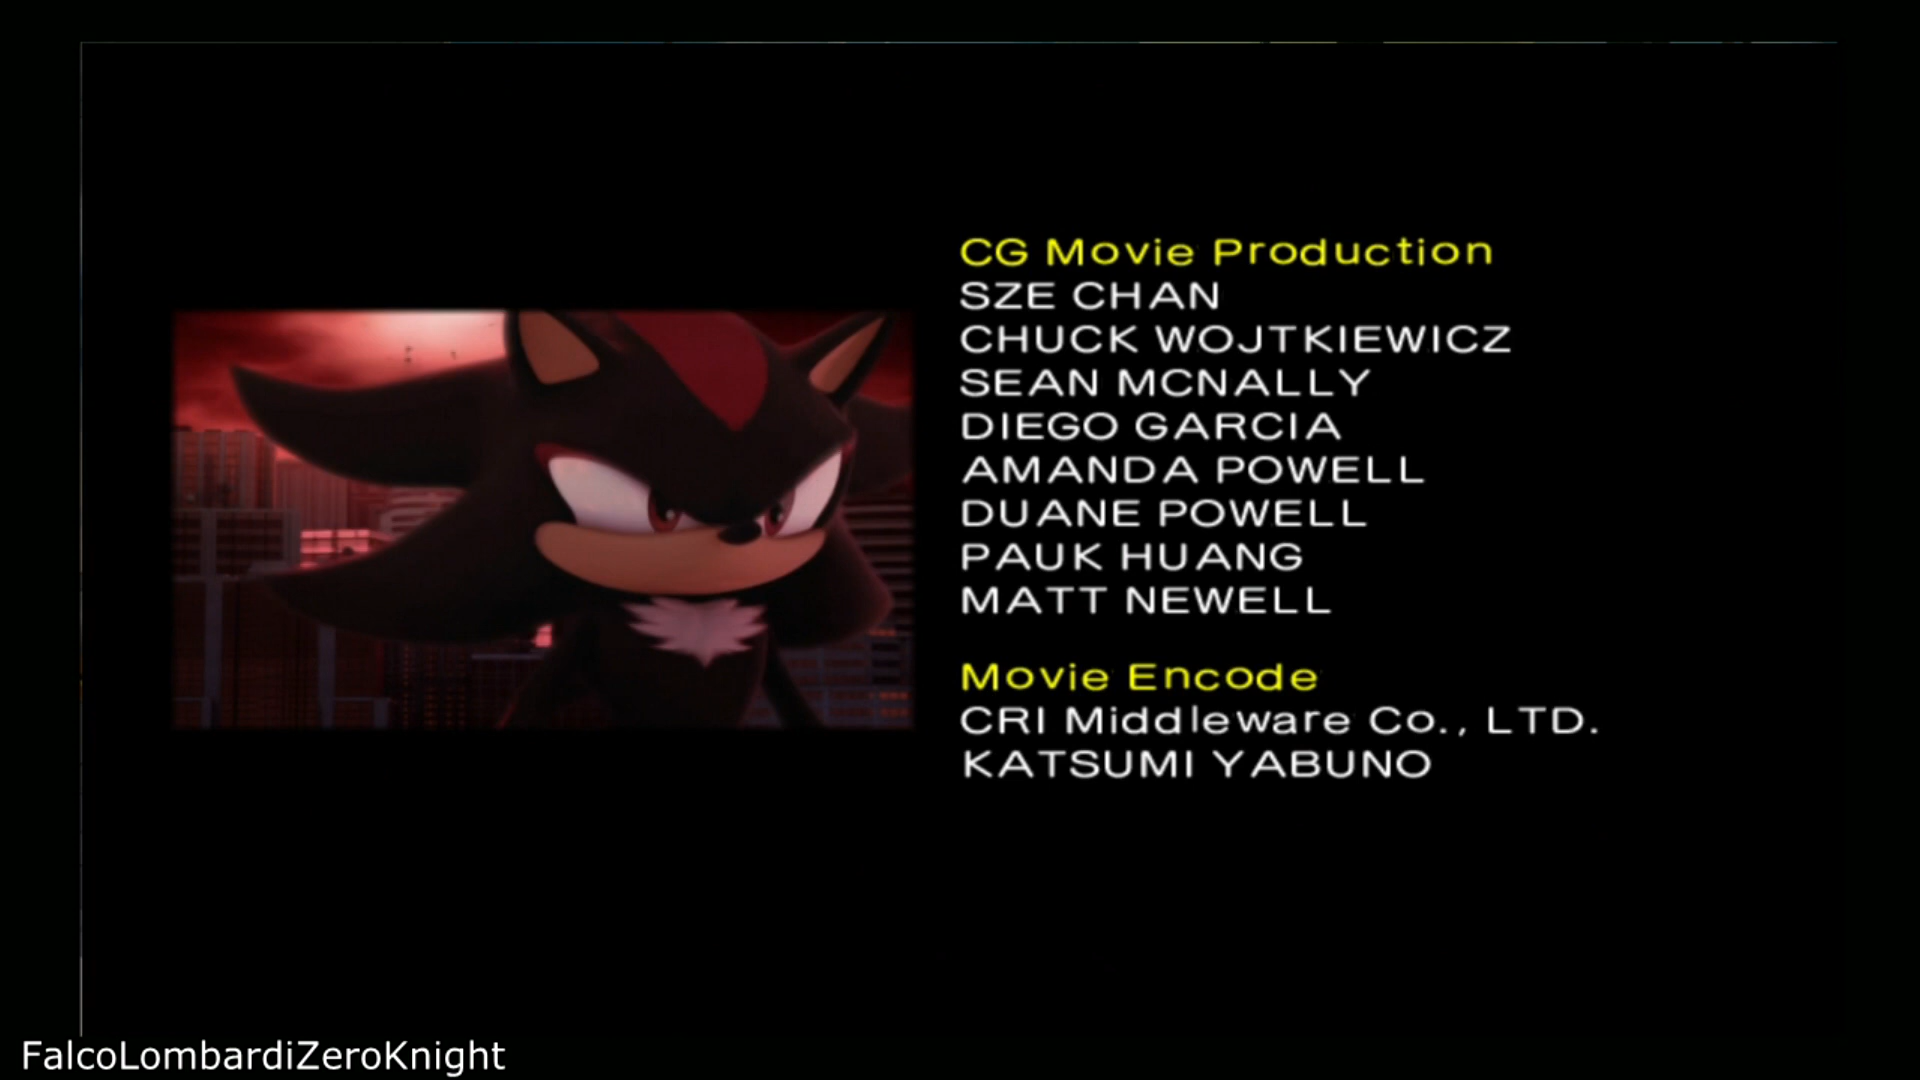 CG Movie Production
SZE CHAN
CHUCK WOJTKIEWICZ
SEAN MCNALLY
DIEGO GARCIA
AMANDA POWELL
DUANE POWELL
PAUK HUANG
MATT NEWELL
Movie Encode
CRI Middleware Co., LTD.
KATSUMI YABUNO
FalcoLombardiZeroKnight